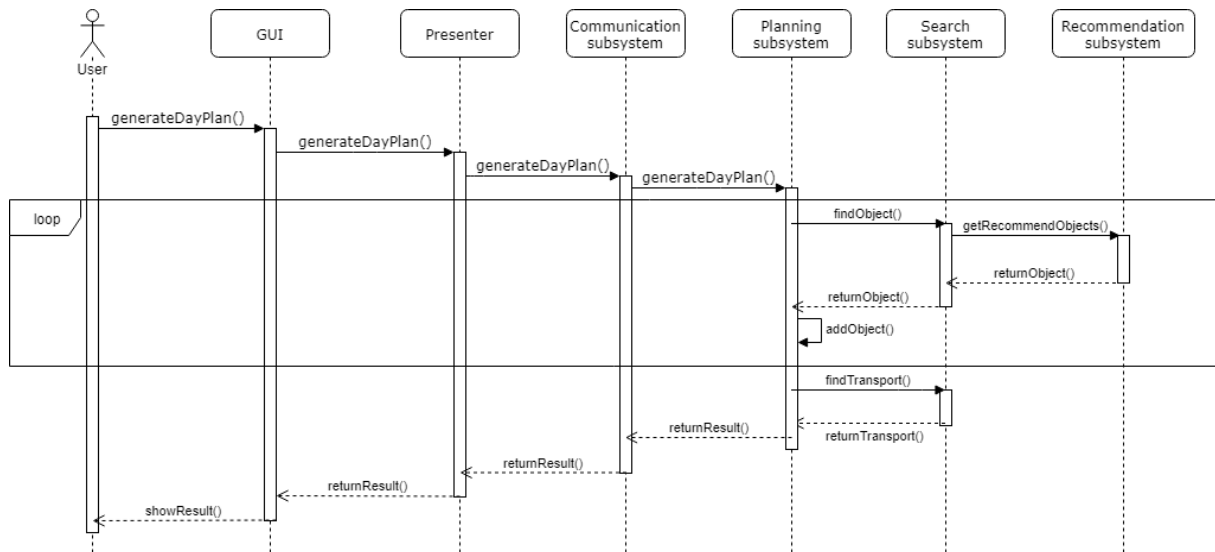 GUI
Presenter
Communication
subsystem
Planning
subsystem
Search
subsystem
Recommendation
subsystem
User
generateDayPlan()
generateDayPlan()
generateDayPlan()
generateDayPlan()
loop
findObject()
getRecommendObjects()
returnObject()
returnObject()
addObject()
findTransport()
returnResult()
returnTransport()
returnResult()
returnResult()
showResult()